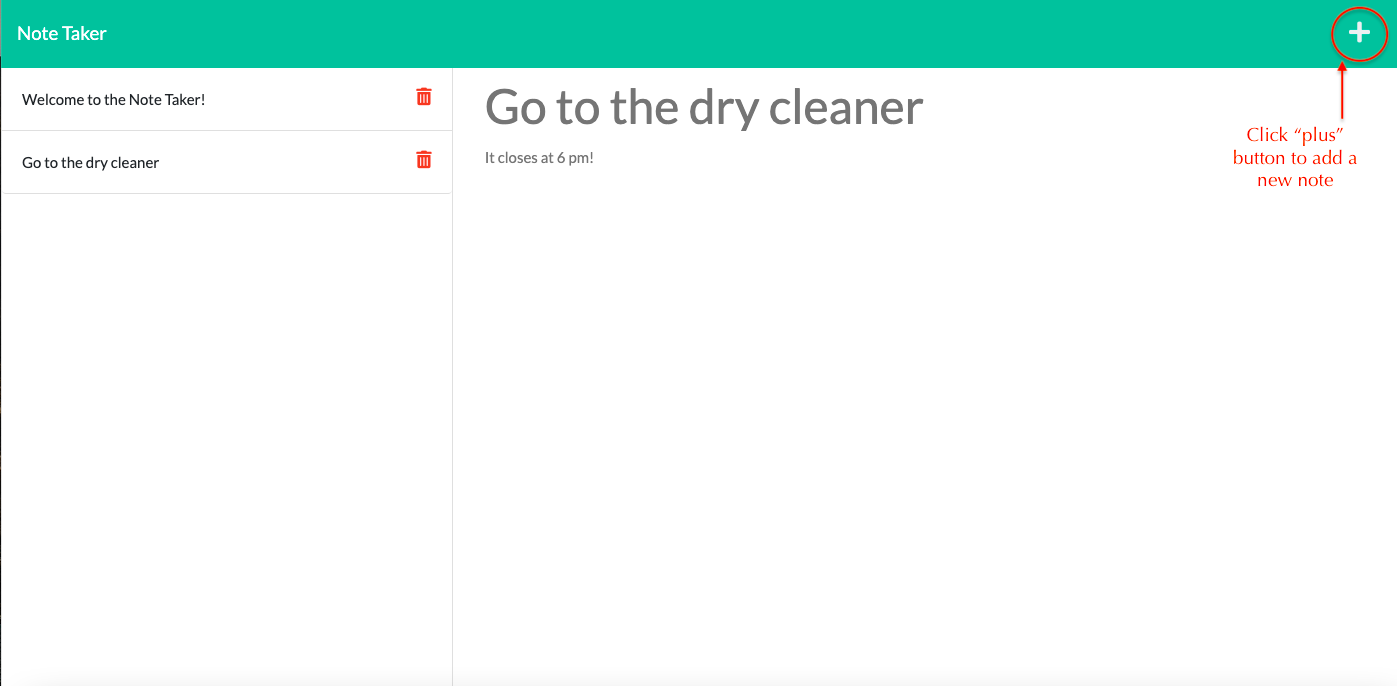 Note Taker
Welcome to the Note Taker!
Go to the dry cleaner
Go to the dry cleaner
It closes at 6 pm!
Click “plus”
button to add a
new note